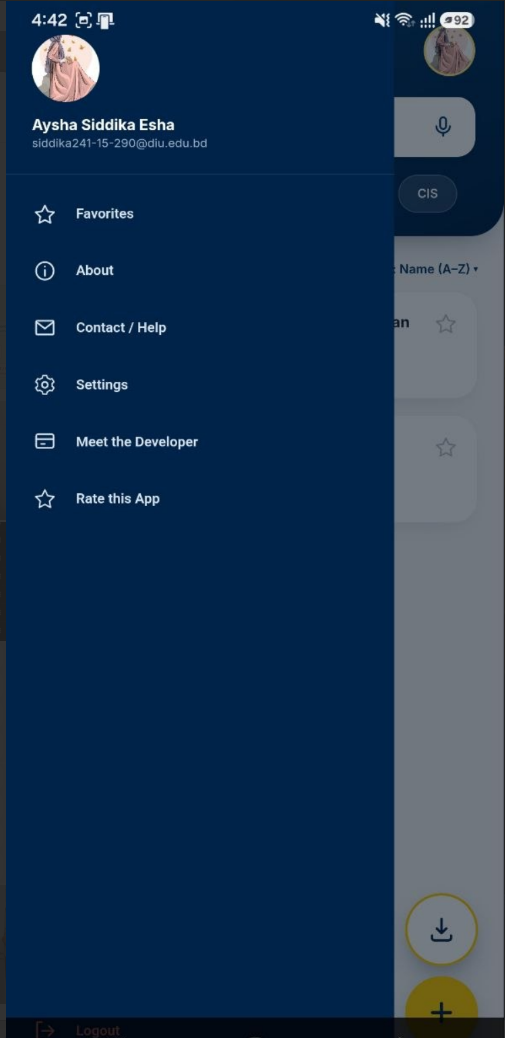 4:42
92
Aysha Siddika Esha
siddika241-15-290@diu.edu.bd
CIS
: Name (A–Z) ▾
Favorites
About
an
Contact / Help
Settings
Meet the Developer
Rate this App
Logout